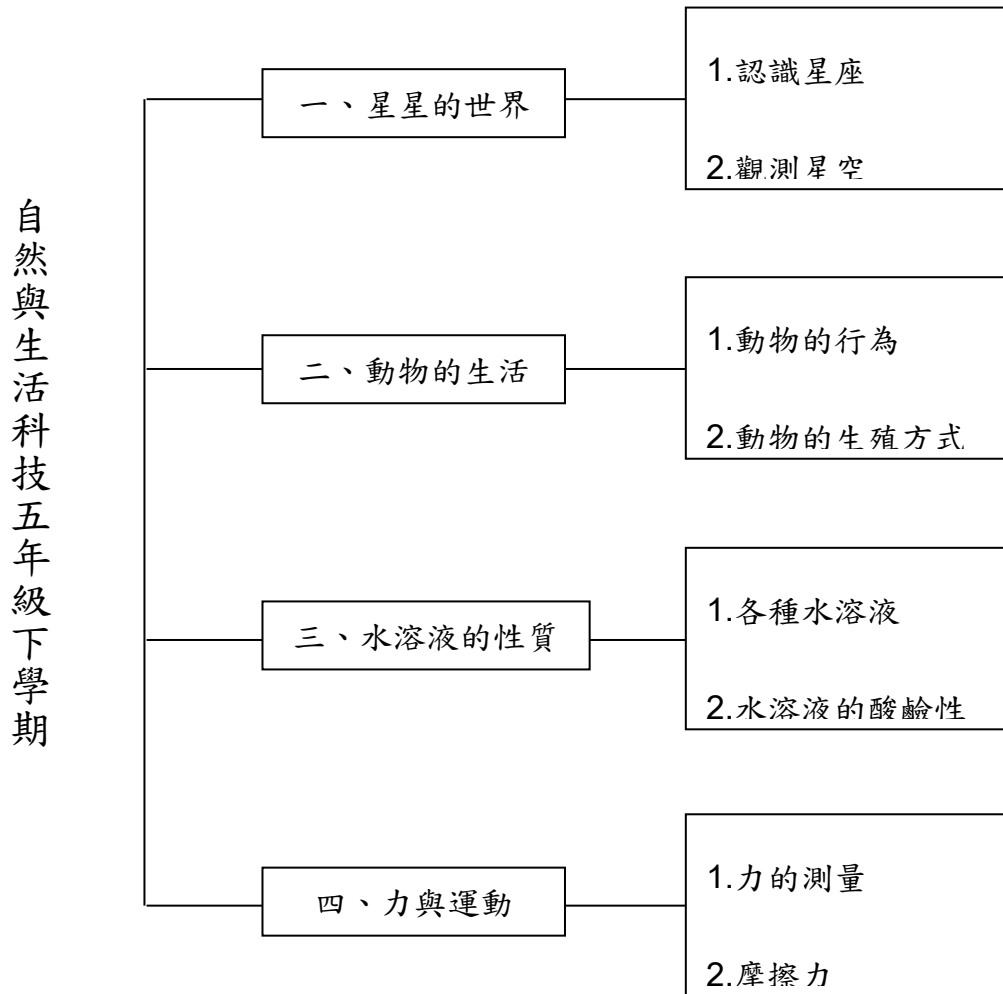 自然與生活科技五年級下學期
一、星星的世界
1.認識星座
2.觀測星空
二、動物的生活
1.動物的行為
2.動物的生殖方式
三、水溶液的性質
1.各種水溶液
2.水溶液的酸鹼性
四、力與運動
1.力的測量
2.摩擦力